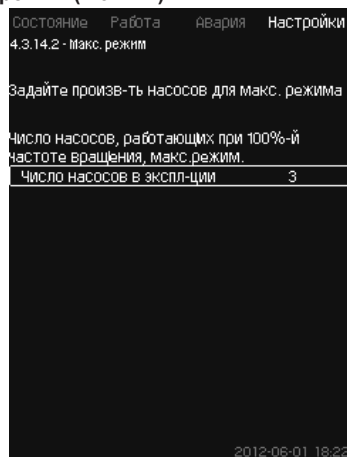 Состояние Работа Авария Настройки
4.3.14.2 - Макс. режим
Задайте произв-ть насосов для макс. режима
Число насосов, работающих при 100%-й
частоте вращения, макс.режим.
Число насосов в экспл-ции 3
2012-06-01 18:22